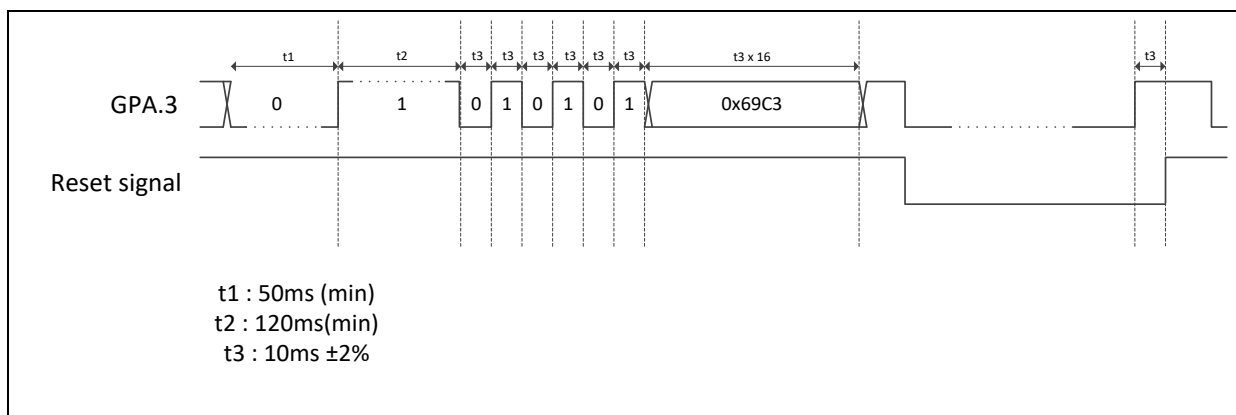 t1 t2 t3 t3 t3 t3 t3 t3 t3 x 16 t3
GPA.3 0 1 0 1 0 1 0 1 0x69C3
Reset signal
t1 : 50ms (min)
t2 : 120ms(min)
t3 : 10ms ±2%